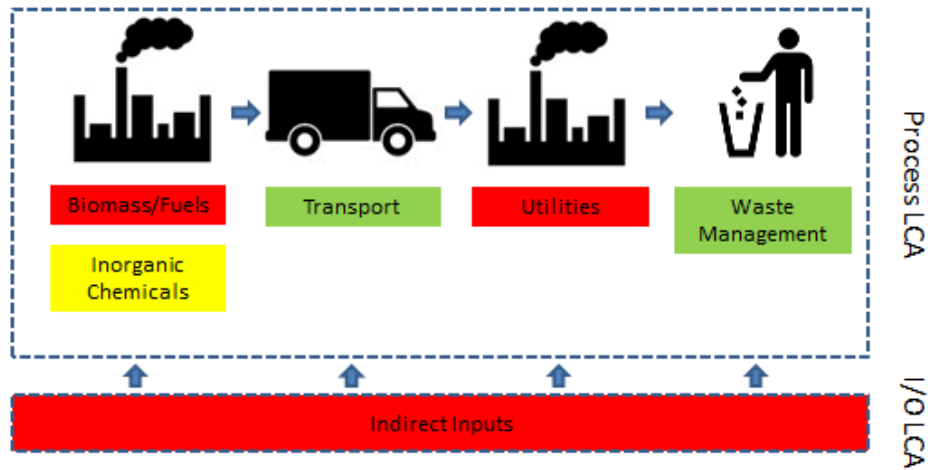 Biomass/Fuels
Transport
Utilities
Waste
Management
Inorganic
Chemicals
Process LCA
Indirect Inputs
I/O LCA